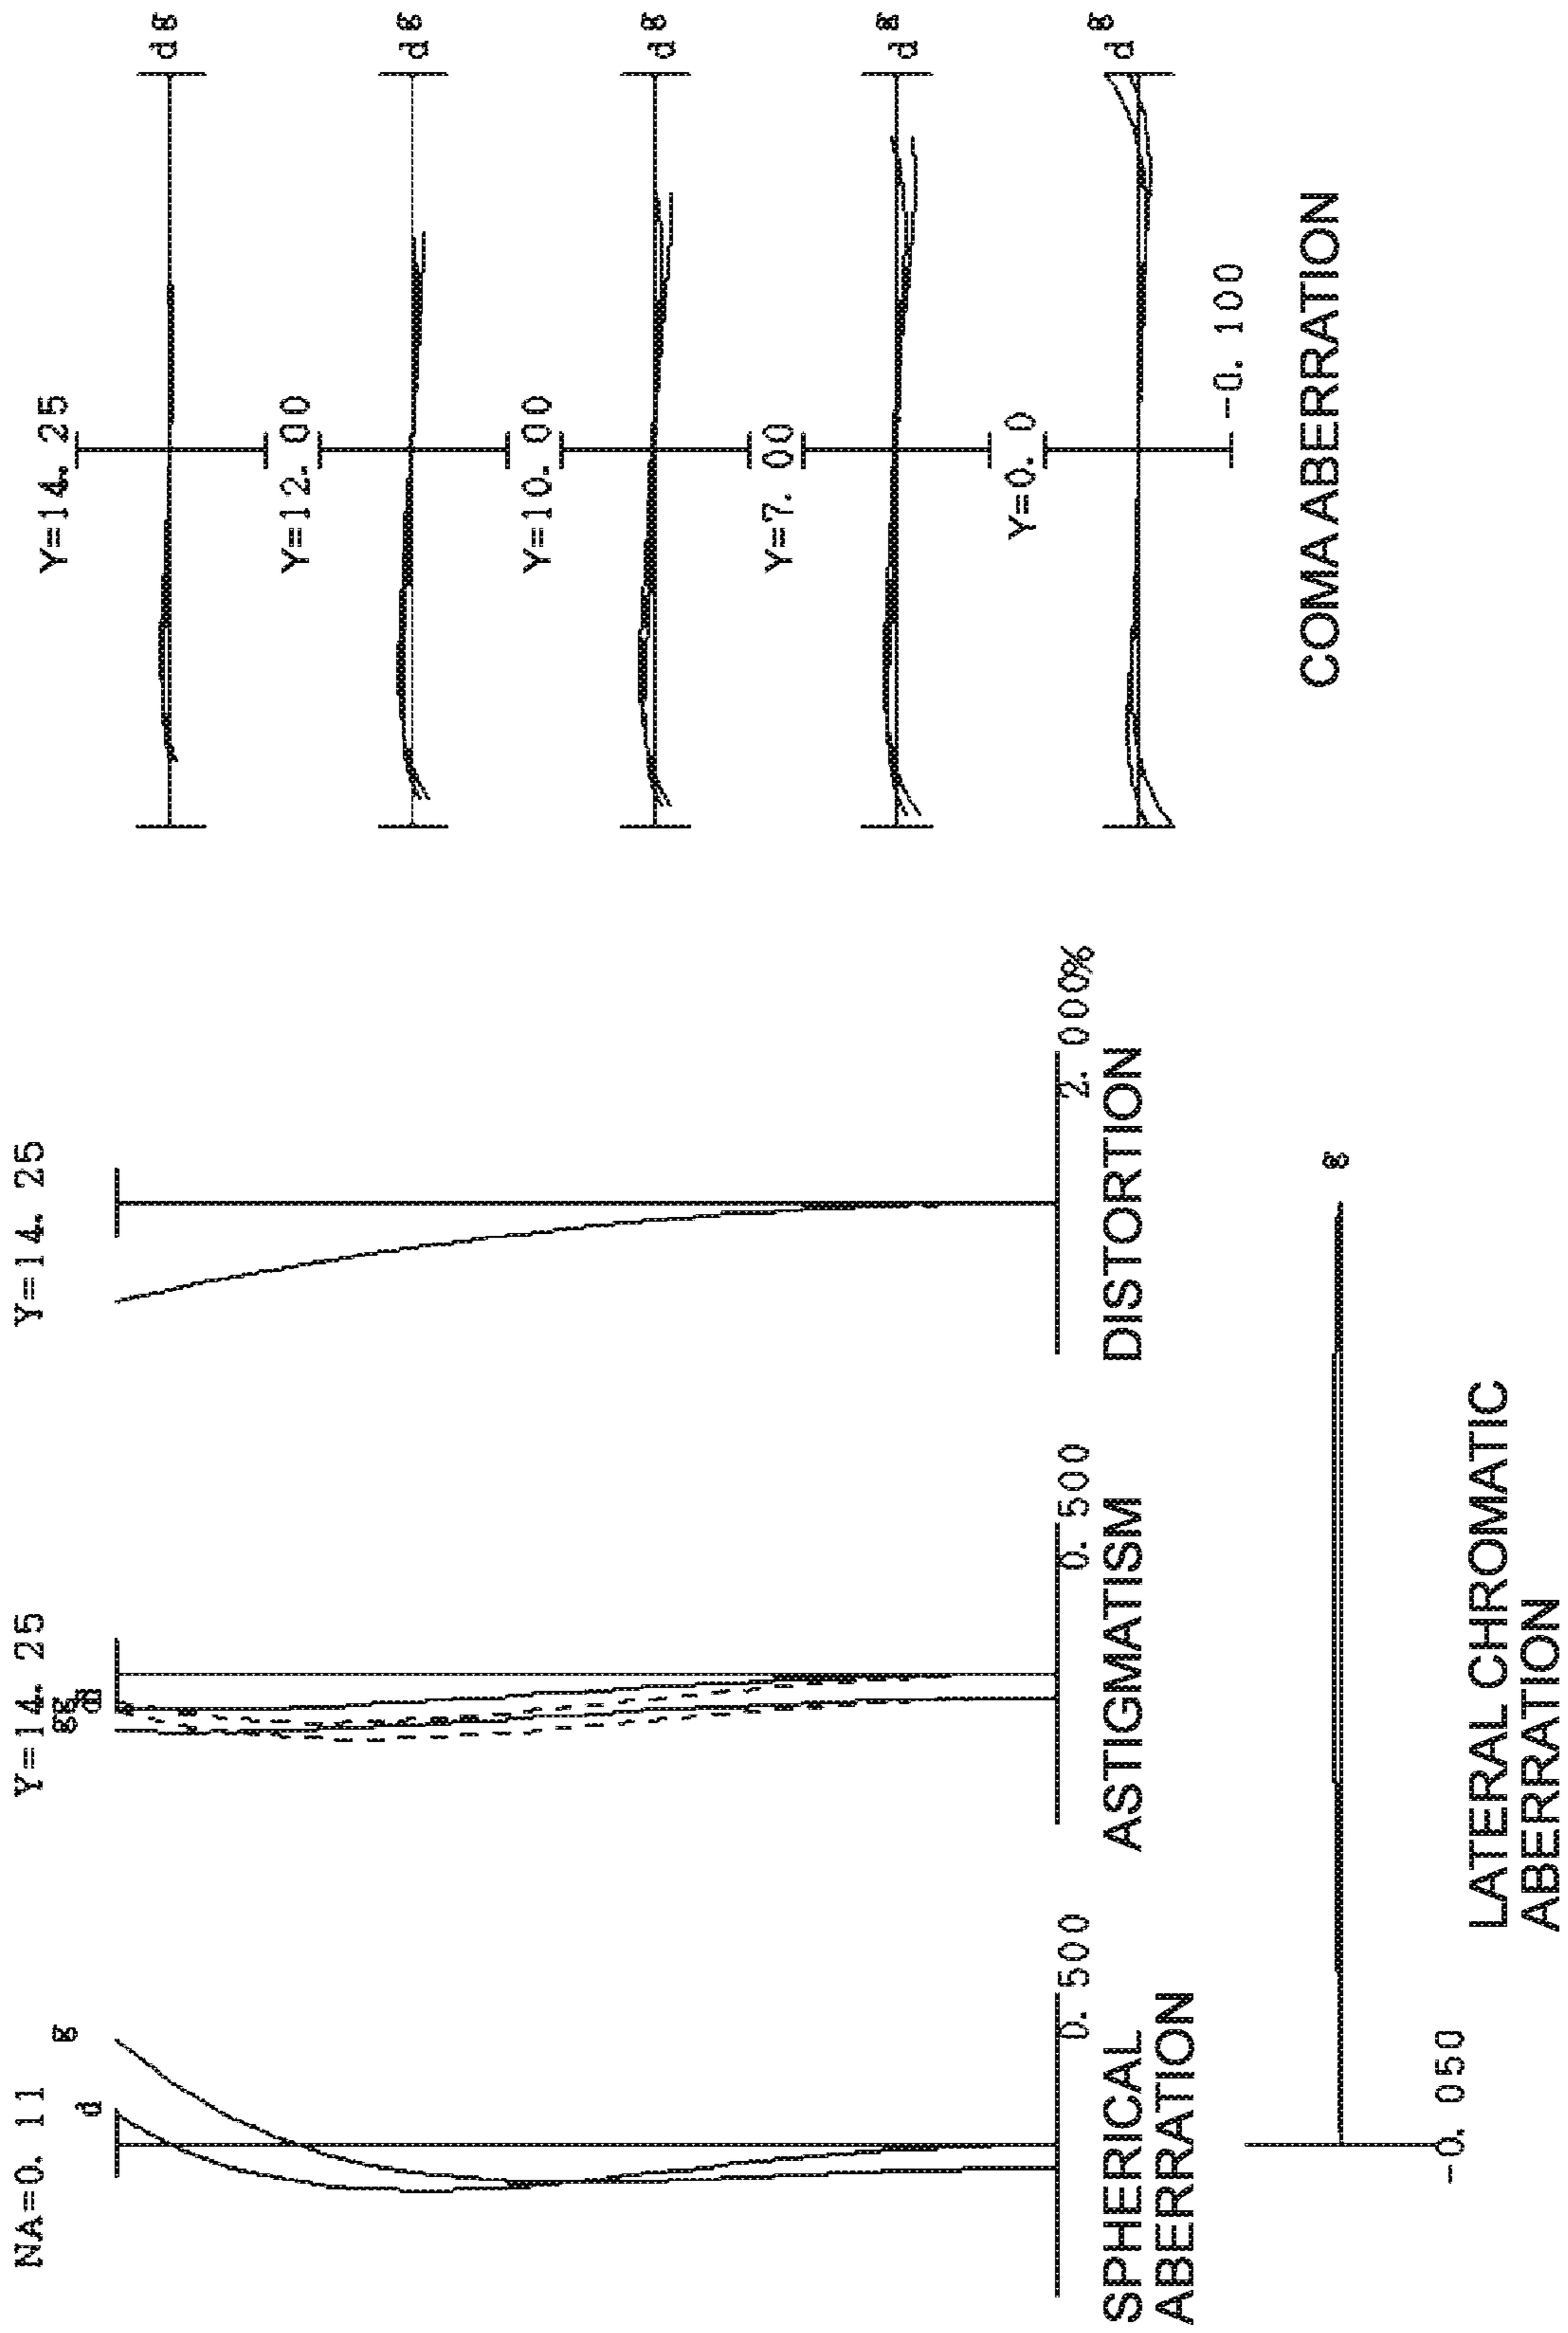 NA=0. 11
d
g
0. 500
SPHERICAL
ABERRATION
Y=14. 25
g g
d d
0. 500
ASTIGMATISM
Y=14. 25
2. 000%
DISTORTION
-0. 050
g
LATERAL CHROMATIC
ABERRATION
Y=14. 25
d g
Y=12. 00
d g
Y=10. 00
d g
Y=7. 00
d g
Y=0. 0
d g
-0. 100
COMA ABERRATION